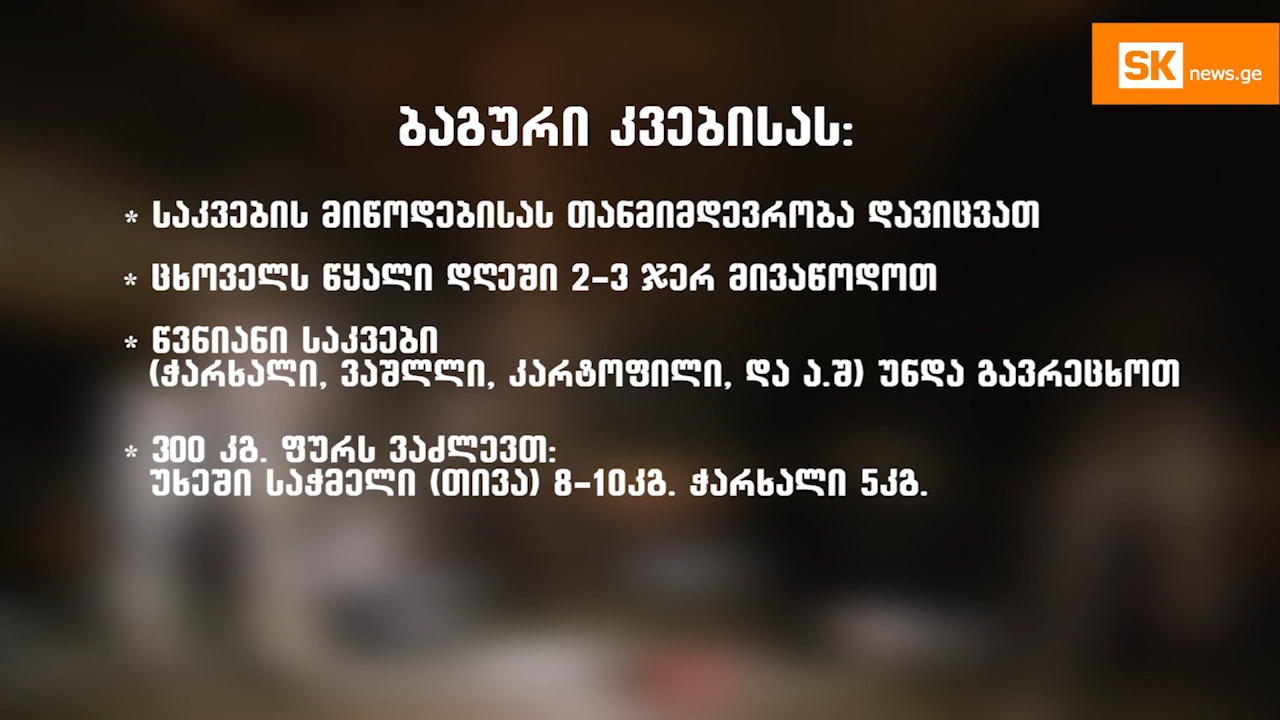 SK news.ge
ბაგური კვებისას:
* საკვების მიწოდებისას თანმიმდევრობა დავიცვათ
* ცხოველს წყალი დღეში 2-3 ჯერ მივაწოდოთ
* წვნიანი საკვები
(ჭარხალი, ვაშლლი, კარტოფილი, და ა.შ) უნდა გავრეცხოთ
* 300 კგ. ფურს ვაძლევთ:
უხეში საჭმელი (თივა) 8-10კგ. ჭარხალი 5კგ.